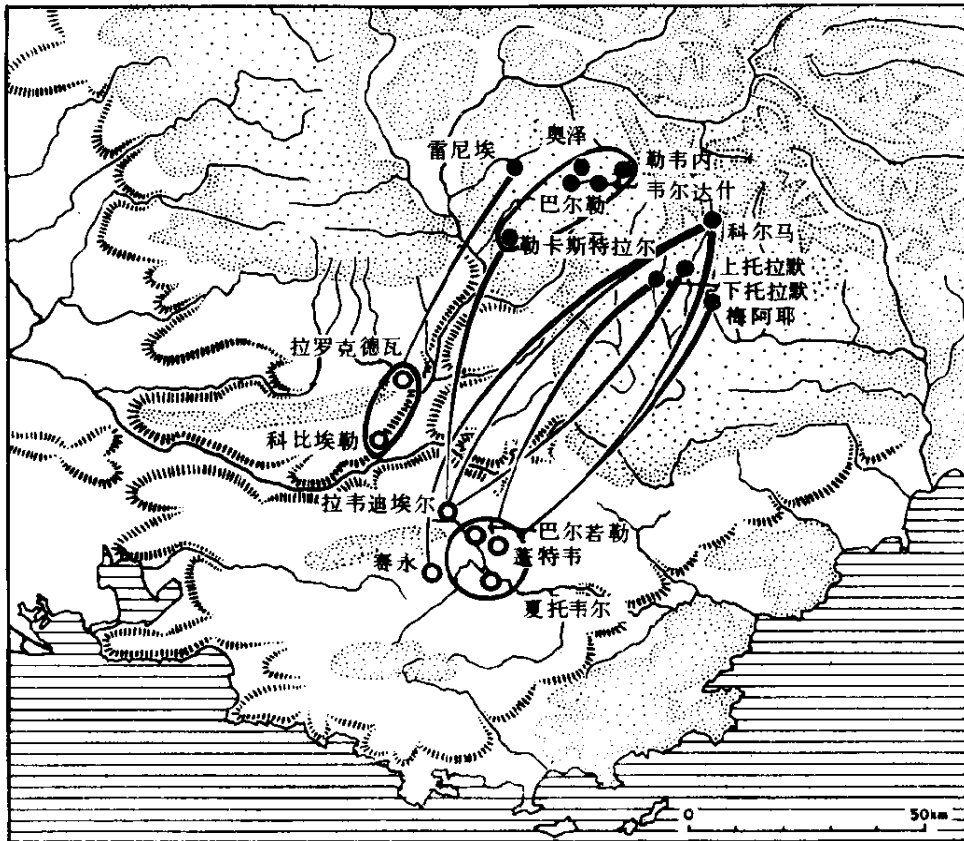 奥泽
雷尼埃
勒韦内
韦尔达什
巴尔勒
科尔马
勒卡斯特拉尔
上托拉默
下托拉默
梅阿耶
拉罗克德瓦
科比埃勒
拉韦迪埃尔
巴尔若勒
蓬特韦
赛永
夏托韦尔
0 50km